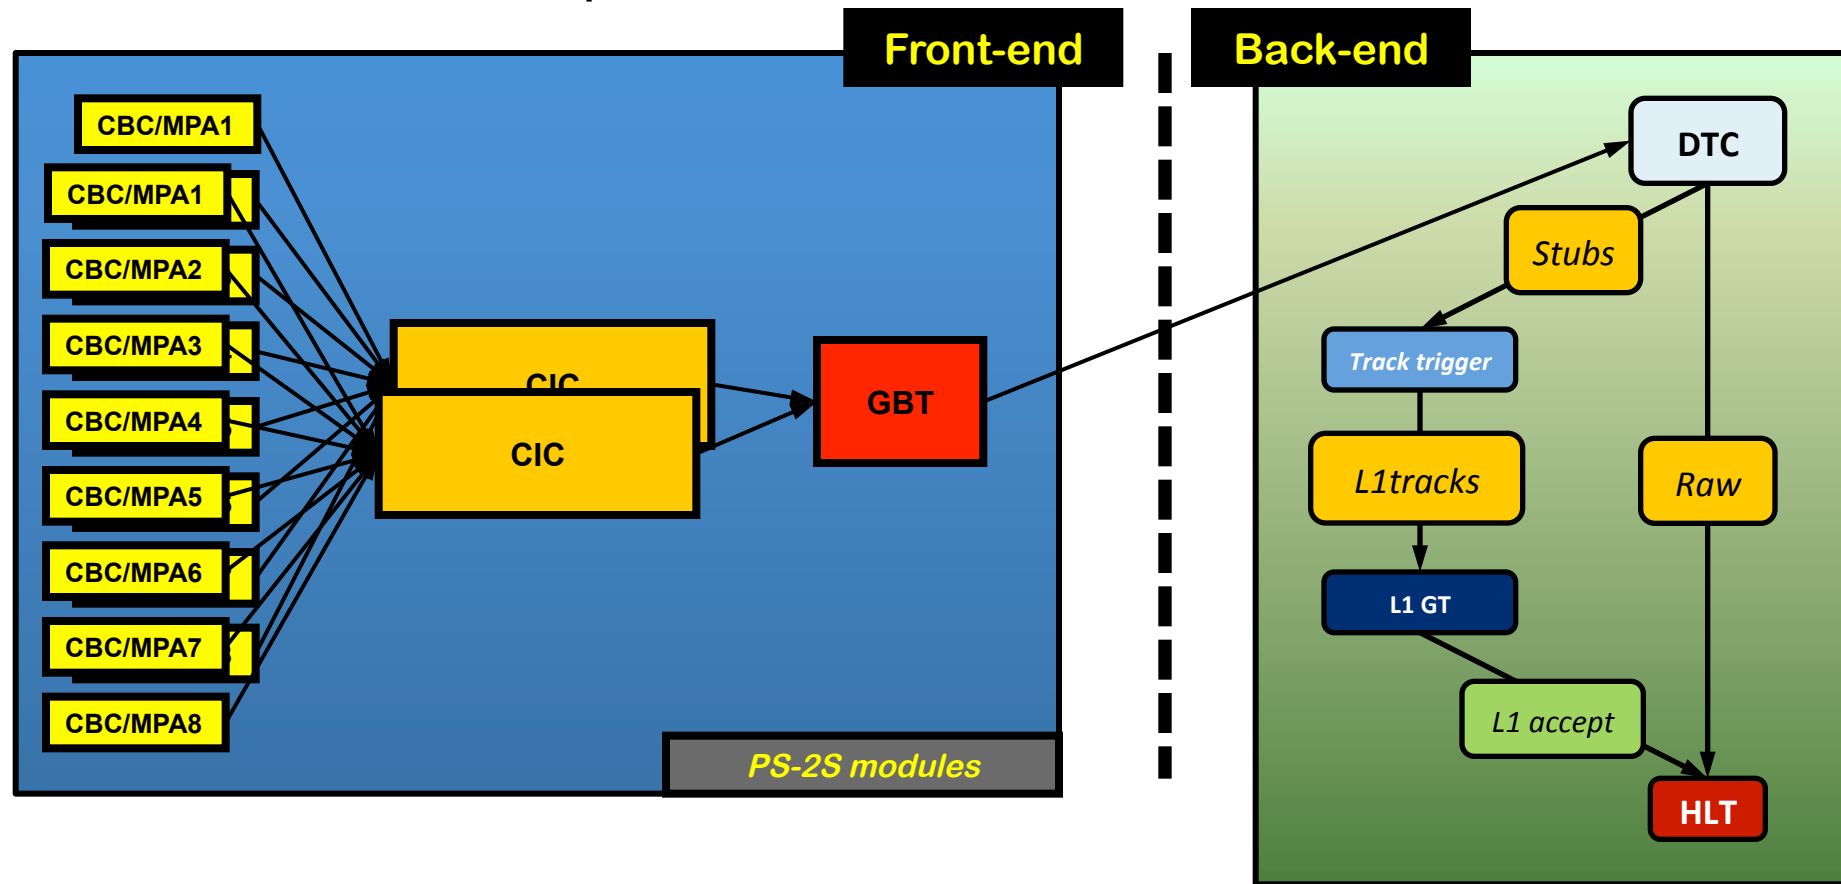 Front-end
Back-end
CBC/MPA1
CBC/MPA1
CBC/MPA2
CBC/MPA3
CBC/MPA4
CBC/MPA5
CBC/MPA6
CBC/MPA7
CBC/MPA8
CIC
CIC
GBT
PS-2S modules
DTC
Stubs
Track trigger
L1tracks
Raw
L1 GT
L1 accept
HLT